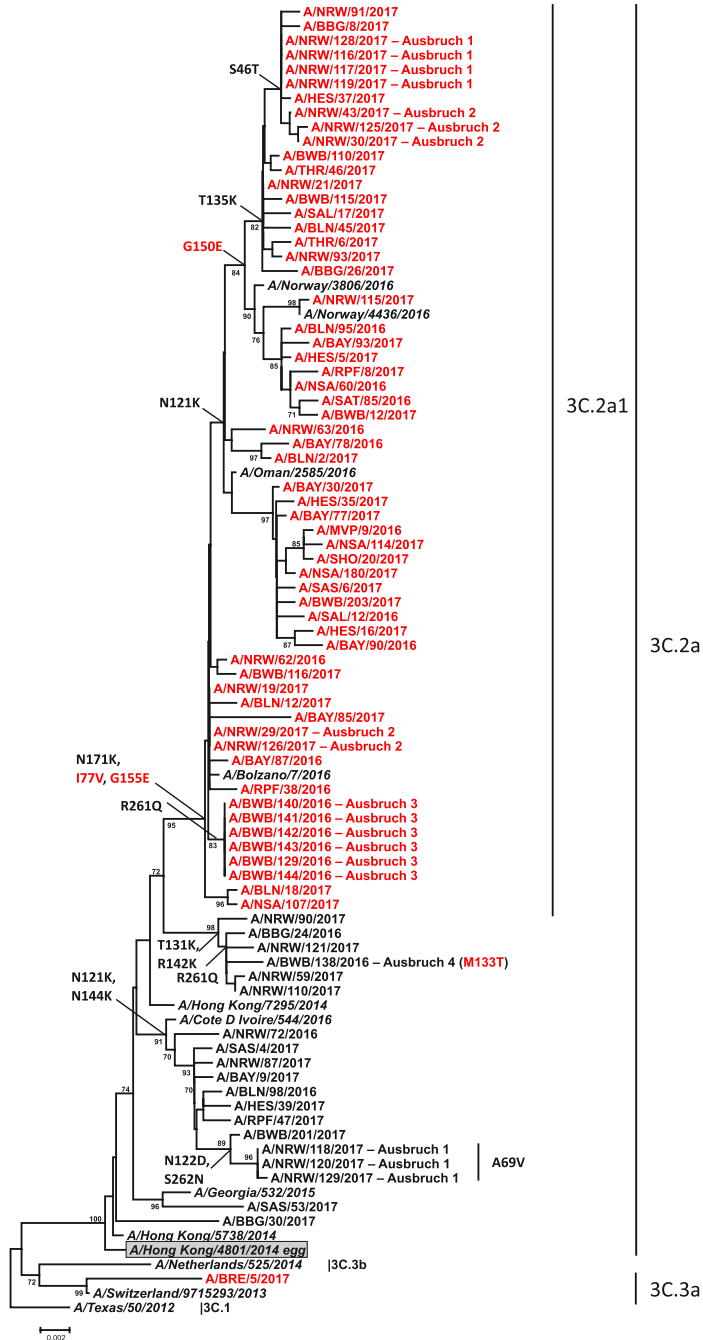 A/NRW/91/2017
A/BBG/8/2017
A/NRW/128/2017 – Ausbruch 1
A/NRW/116/2017 – Ausbruch 1
S46T
A/NRW/117/2017 – Ausbruch 1
A/NRW/119/2017 – Ausbruch 1
A/HES/37/2017
A/NRW/43/2017 – Ausbruch 2
A/NRW/125/2017 – Ausbruch 2
A/NRW/30/2017 – Ausbruch 2
A/BWB/110/2017
A/THR/46/2017
A/NRW/21/2017
T135K
A/BWB/115/2017
A/SAL/17/2017
82
A/BLN/45/2017
A/THR/6/2017
G150E
A/NRW/93/2017
84
A/BBG/26/2017
A/Norway/3806/2016
98
A/NRW/115/2017
90
A/Norway/4436/2016
A/BLN/95/2016
76
A/BAY/93/2017
A/HES/5/2017
85
A/RPF/8/2017
A/NSA/60/2016
N121K
A/SAT/85/2016
3C.2a1
71
A/BWB/12/2017
A/NRW/63/2016
A/BAY/78/2016
97
A/BLN/2/2017
A/Oman/2585/2016
A/BAY/30/2017
A/HES/35/2017
97
A/BAY/77/2017
A/MVP/9/2016
85
A/NSA/114/2017
A/SHO/20/2017
A/NSA/180/2017
A/SAS/6/2017
A/BWB/203/2017
A/SAL/12/2016
A/HES/16/2017
87
A/BAY/90/2016
3C.2a
A/NRW/62/2016
A/BWB/116/2017
A/NRW/19/2017
A/BLN/12/2017
A/BAY/85/2017
A/NRW/29/2017 – Ausbruch 2
A/NRW/126/2017 – Ausbruch 2
N171K,
A/BAY/87/2016
I77V, G155E
A/Bolzano/7/2016
A/RPF/38/2016
R261Q
A/BWB/140/2016 – Ausbruch 3
A/BWB/141/2016 – Ausbruch 3
95
A/BWB/142/2016 – Ausbruch 3
83
A/BWB/143/2016 – Ausbruch 3
A/BWB/129/2016 – Ausbruch 3
72
A/BWB/144/2016 – Ausbruch 3
A/BLN/18/2017
96
A/NSA/107/2017
A/NRW/90/2017
98
A/BBG/24/2016
T131K,
A/NRW/121/2017
R142K
A/BWB/138/2016 – Ausbruch 4 (M133T)
N121K,
R261Q
A/NRW/59/2017
N144K
A/NRW/110/2017
A/Hong Kong/7295/2014
A/Cote D Ivoire/544/2016
91
A/NRW/72/2016
70
A/SAS/4/2017
A/NRW/87/2017
93
A/BAY/9/2017
74
70
A/BLN/98/2016
A/HES/39/2017
A/RPF/47/2017
A/BWB/201/2017
89
A/NRW/118/2017 – Ausbruch 1
N122D,
96
A/NRW/120/2017 – Ausbruch 1
A69V
S262N
A/NRW/129/2017 – Ausbruch 1
A/Georgia/532/2015
96
A/SAS/53/2017
100
A/BBG/30/2017
A/Hong Kong/5738/2014
A/Hong Kong/4801/2014 egg
A/Netherlands/525/2014 |3C.3b
72
A/BRE/5/2017
3C.3a
99
A/Switzerland/9715293/2013
A/Texas/50/2012 |3C.1
0.002